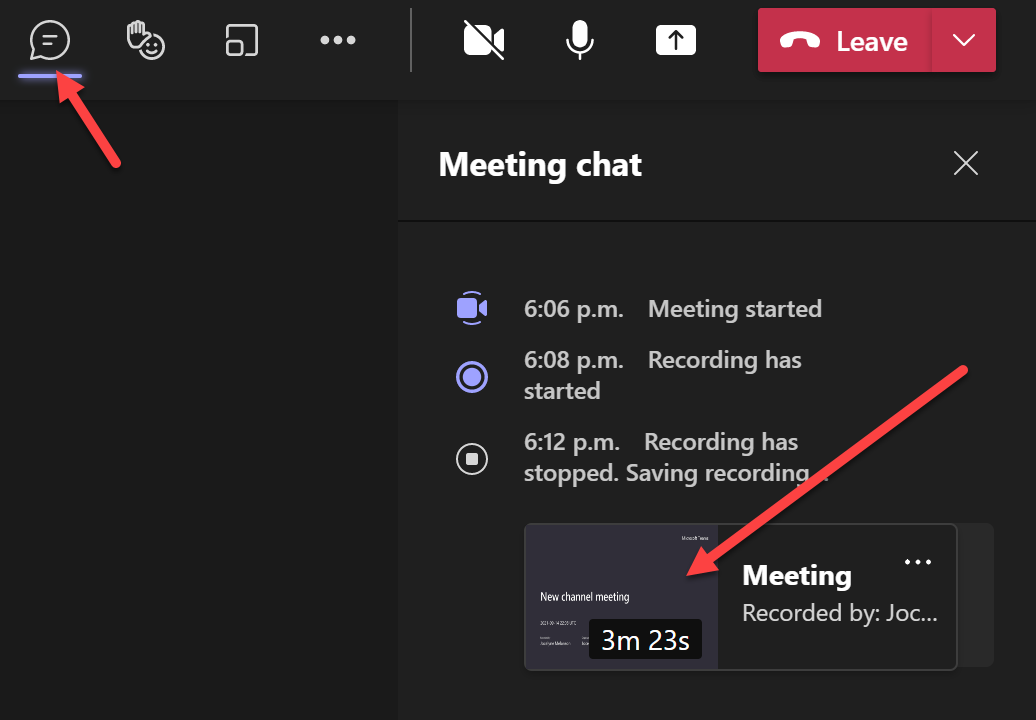 Leave
Meeting chat
6:06 p.m. Meeting started
6:08 p.m. Recording has
started
6:12 p.m. Recording has
stopped. Saving recording...
Microsoft Teams
New channel meeting
3m 23s
Meeting
Recorded by: Joc...